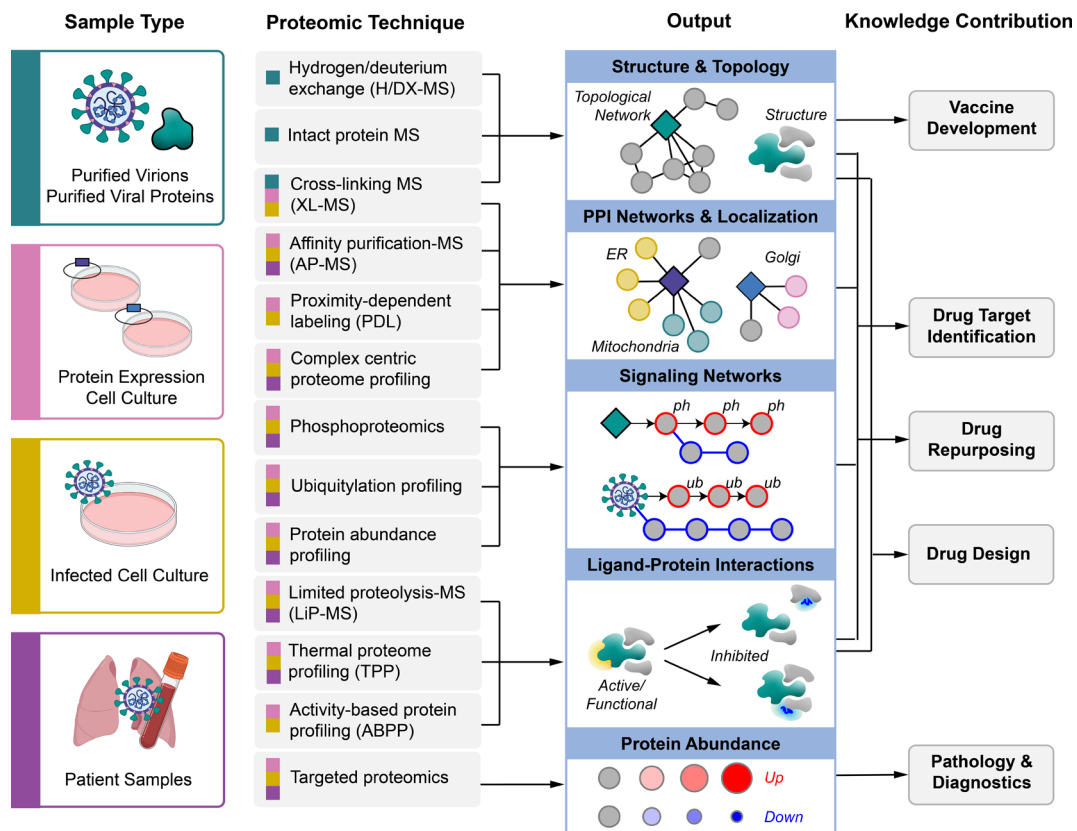 Sample Type
Proteomic Technique
Output
Knowledge Contribution
Purified Virions
Purified Viral Proteins
Protein Expression
Cell Culture
Infected Cell Culture
Patient Samples
Hydrogen/deuterium
exchange (H/DX-MS)
Intact protein MS
Cross-linking MS
(XL-MS)
Affinity purification-MS
(AP-MS)
Proximity-dependent
labeling (PDL)
Complex centric
proteome profiling
Phosphoproteomics
Ubiquitylation profiling
Protein abundance
profiling
Limited proteolysis-MS
(LiP-MS)
Thermal proteome
profiling (TPP)
Activity-based protein
profiling (ABPP)
Targeted proteomics
Structure & Topology
Topological
Network
Structure
PPI Networks & Localization
ER
Golgi
Mitochondria
Signaling Networks
ph
ph
ph
ub
ub
ub
Ligand-Protein Interactions
Inhibited
Active/
Functional
Protein Abundance
Up
Down
Vaccine
Development
Drug Target
Identification
Drug
Repurposing
Drug Design
Pathology &
Diagnostics